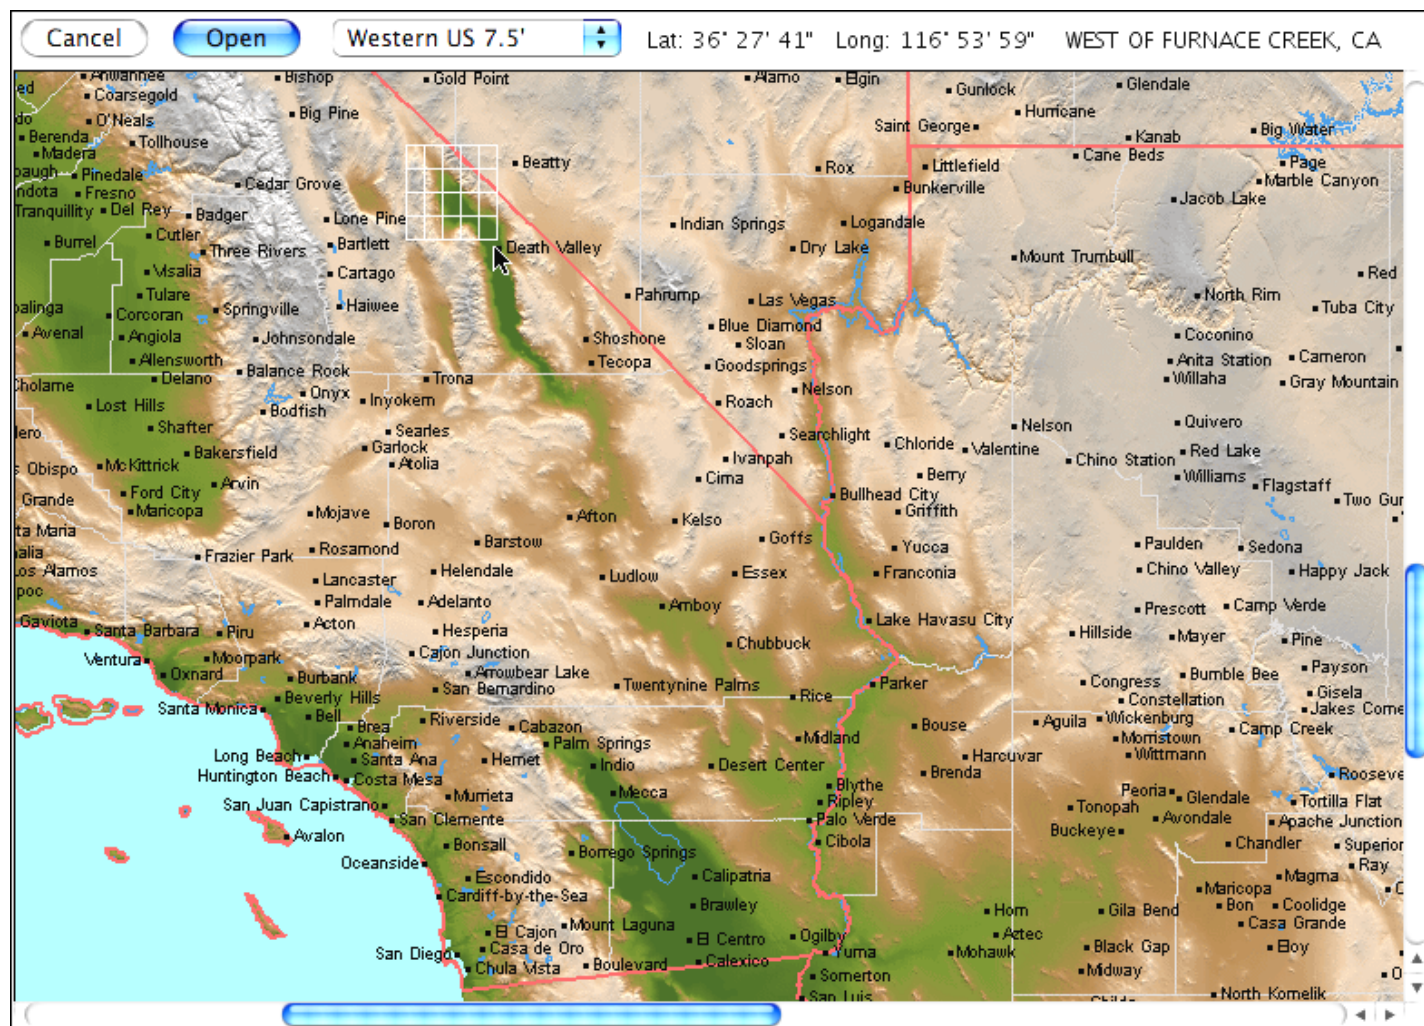 Cancel Open Western US 7.5' Lat: 36° 27' 41" Long: 116° 53' 59" WEST OF FURNACE CREEK, CA
Ahwahnee Bishop Gold Point Alamo Elgin
Coarsegold Gunlock Glendale
O'Neals Big Pine Hurricane
Berenda Tollhouse Saint George Kanab Big Water
Madera Cane Beds
Pinedale Beatty Rox Littlefield Page
Fresno Cedar Grove Bunkerville Marble Canyon
Tranquillity Del Rey Badger Lone Pine Indian Springs Logandale Jacob Lake
Burrel Cutler Bartlett Death Valley Dry Lake
Three Rivers Mount Trumbull
Visalia Cartago Red
Tulare Haiwee Pahrump Las Vegas North Rim
Corcoran Springville Tuba City
Avenal Angiola Johnsondale Shoshone Blue Diamond Coconino
Sloan
Allensworth Tecopa Goodsprings Anita Station Cameron
Delano Balance Rock Trona Willaha Gray Mountain
Cholame Onyx Inyokern Nelson
Lost Hills Bodfish Roach
Shafter Searles Searchlight Nelson Quivero
Bakersfield Garlock Chloride Valentine Red Lake
McKittrick Atolia Ivanpah Chino Station
s Obispo Arvin Cima Berry Williams Flagstaff
Grande Ford City Bullhead City Two Gun
Maricopa Mojave Boron Afton Kelso Griffith
ta Maria Goffs
Frazier Park Rosamond Barstow Yucca Paulden Sedona
Los Alamos Lancaster Helendale Ludlow Essex Franconia Chino Valley Happy Jack
poc Palmdale Adelanto Amboy Prescott Camp Verde
Gaviota Santa Barbara Piru Acton Hesperia Lake Havasu City Hillside Mayer Pine
Ventura Moorpark Cajon Junction Chubbuck
Oxnard Burbank Arrowbear Lake Bumble Bee Payson
San Bernardino Twentynine Palms Rice Parker Congress Gisela
Santa Monica Beverly Hills Constellation
Bell Riverside Wickenburg Jakes Corne
Brea Cabazon Bouse Aguila Camp Creek
Anaheim Palm Springs Midland Morristown
Long Beach Santa Ana Hemet Indio Desert Center Harcuvar Wittmann
Huntington Beach Costa Mesa Brenda Rooseve
Murrieta Mecca Blythe Peoria Glendale
San Juan Capistrano Ripley Tonopah Tortilla Flat
San Clemente Palo Verde Avondale Apache Junction
Avalon Buckeye
Bonsall Borrego Springs Cibola Chandler Superior
Oceanside Ray
Escondido Calipatria Magma
Cardiff-by-the-Sea Maricopa
Brawley Horn Gila Bend Bon Coolidge
El Cajon Mount Laguna Casa Grande
San Diego Casa de Oro El Centro Ogilby Aztec Black Gap Eloy
Chula Vista Boulevard Calexico Yuma Mohawk
Somerton Midway
San Luis North Komelik